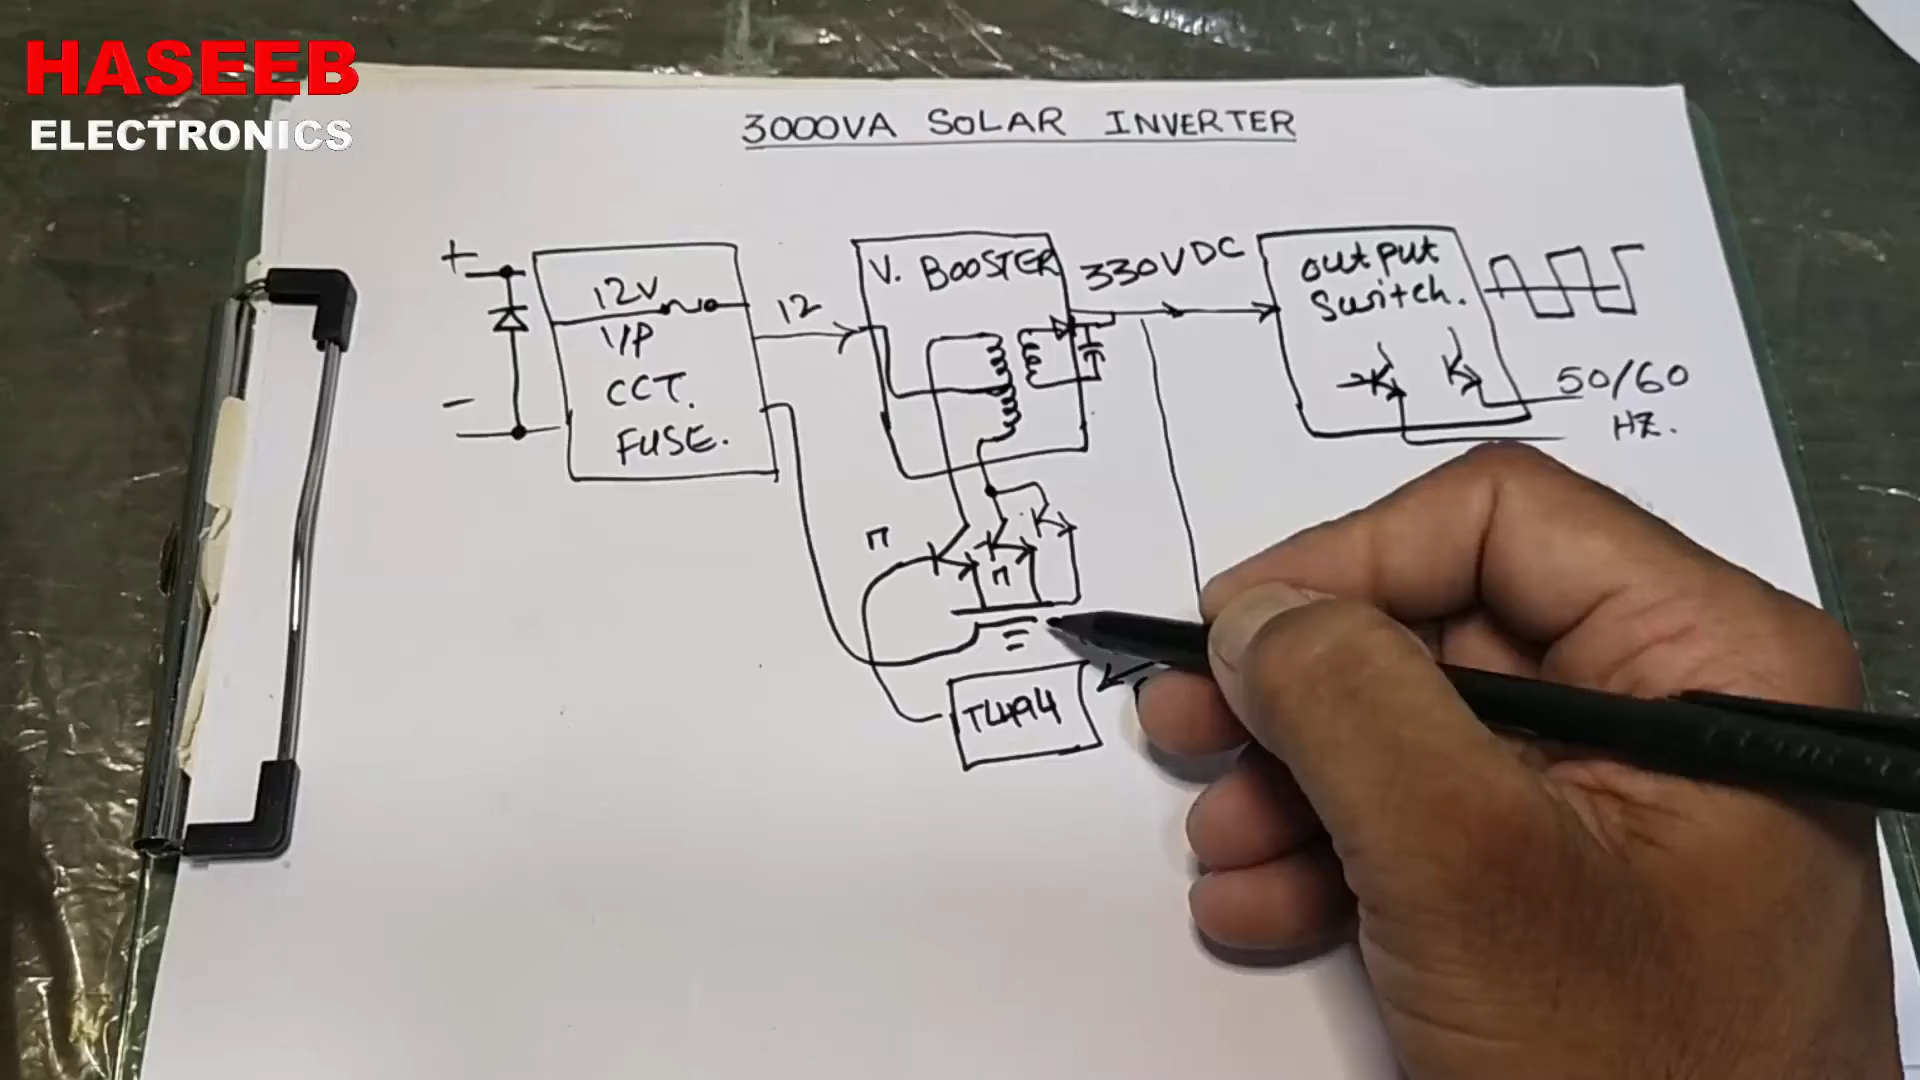 HASEEB
ELECTRONICS
3000VA SOLAR INVERTER
+
12V
I/P
CCT.
FUSE.
-
12
V. BOOSTER
330VDC
output
switch.
50/60
HZ.
TL494